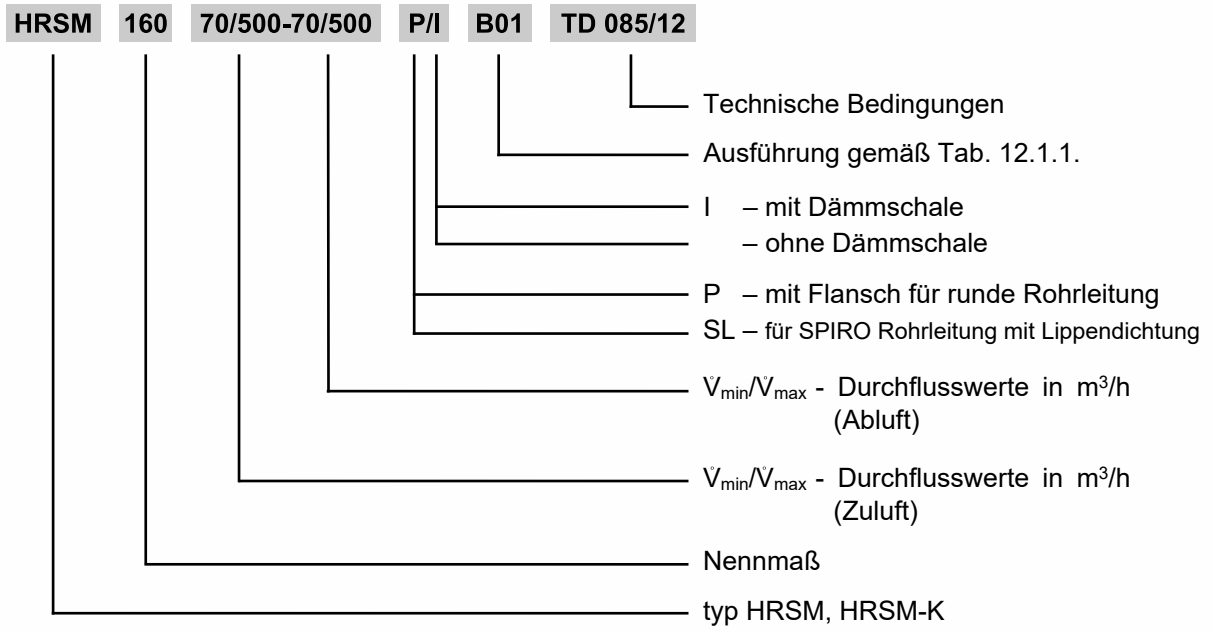 HRSM 160 70/500-70/500 P/I B01 TD 085/12
Technische Bedingungen
Ausführung gemäß Tab. 12.1.1.
I – mit Dämmschale
– ohne Dämmschale
P – mit Flansch für runde Rohrleitung
SL – für SPIRO Rohrleitung mit Lippendichtung
V̊min/V̊max - Durchflusswerte in m³/h
(Abluft)
V̊min/V̊max - Durchflusswerte in m³/h
(Zuluft)
Nennmaß
typ HRSM, HRSM-K